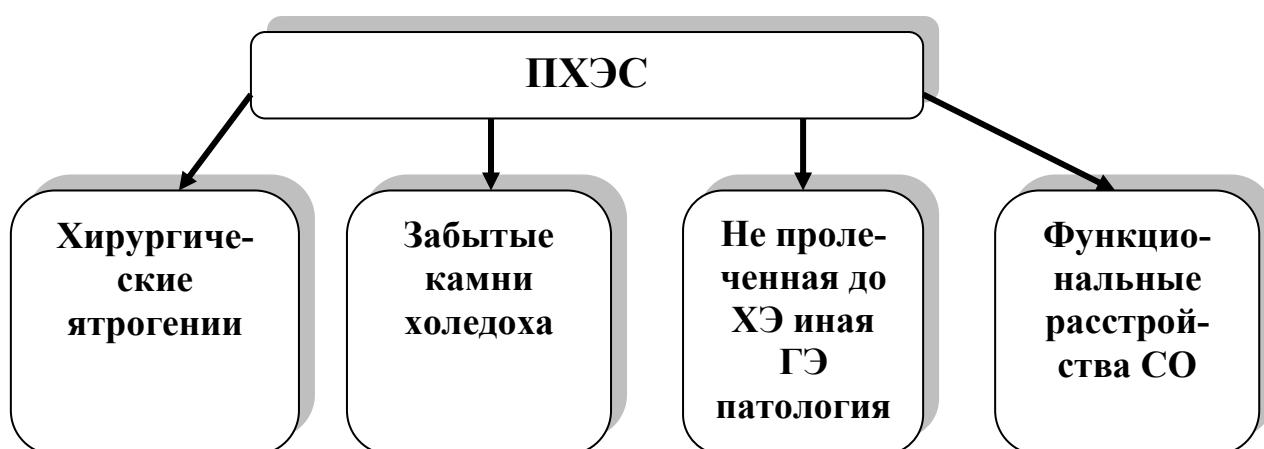 ПХЭС
Хирургиче-
ские
ятрогении
Забытые
камни
холедоха
Не проле-
ченная до
ХЭ иная
ГЭ
патология
Функцио-
нальные
расстрой-
ства СО